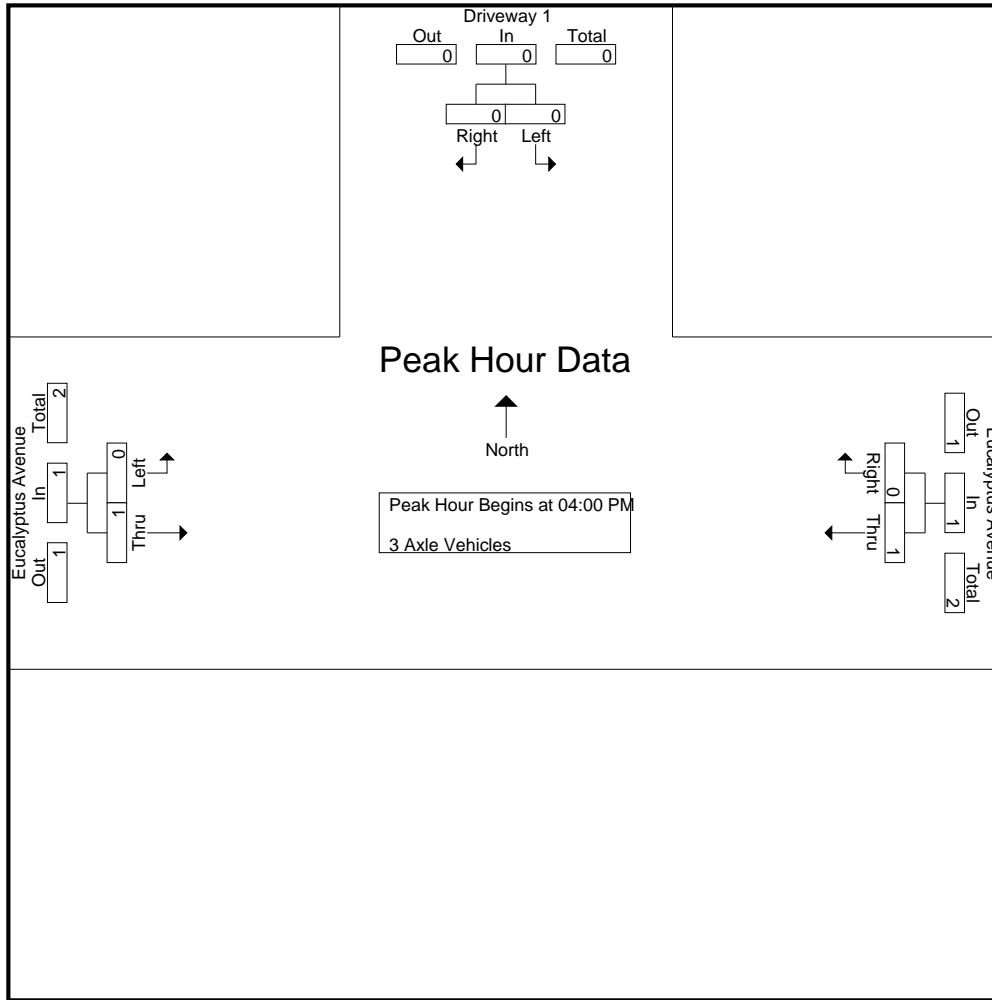 Driveway 1
Out In Total
0 0 0
0 0
Right Left
Peak Hour Data
North
Peak Hour Begins at 04:00 PM
3 Axle Vehicles
Eucalyptus Avenue
Out In Total
1 1 2
1 0
Thru Left
Eucalyptus Avenue
Out In Total
1 1 2
0 1
Right Thru